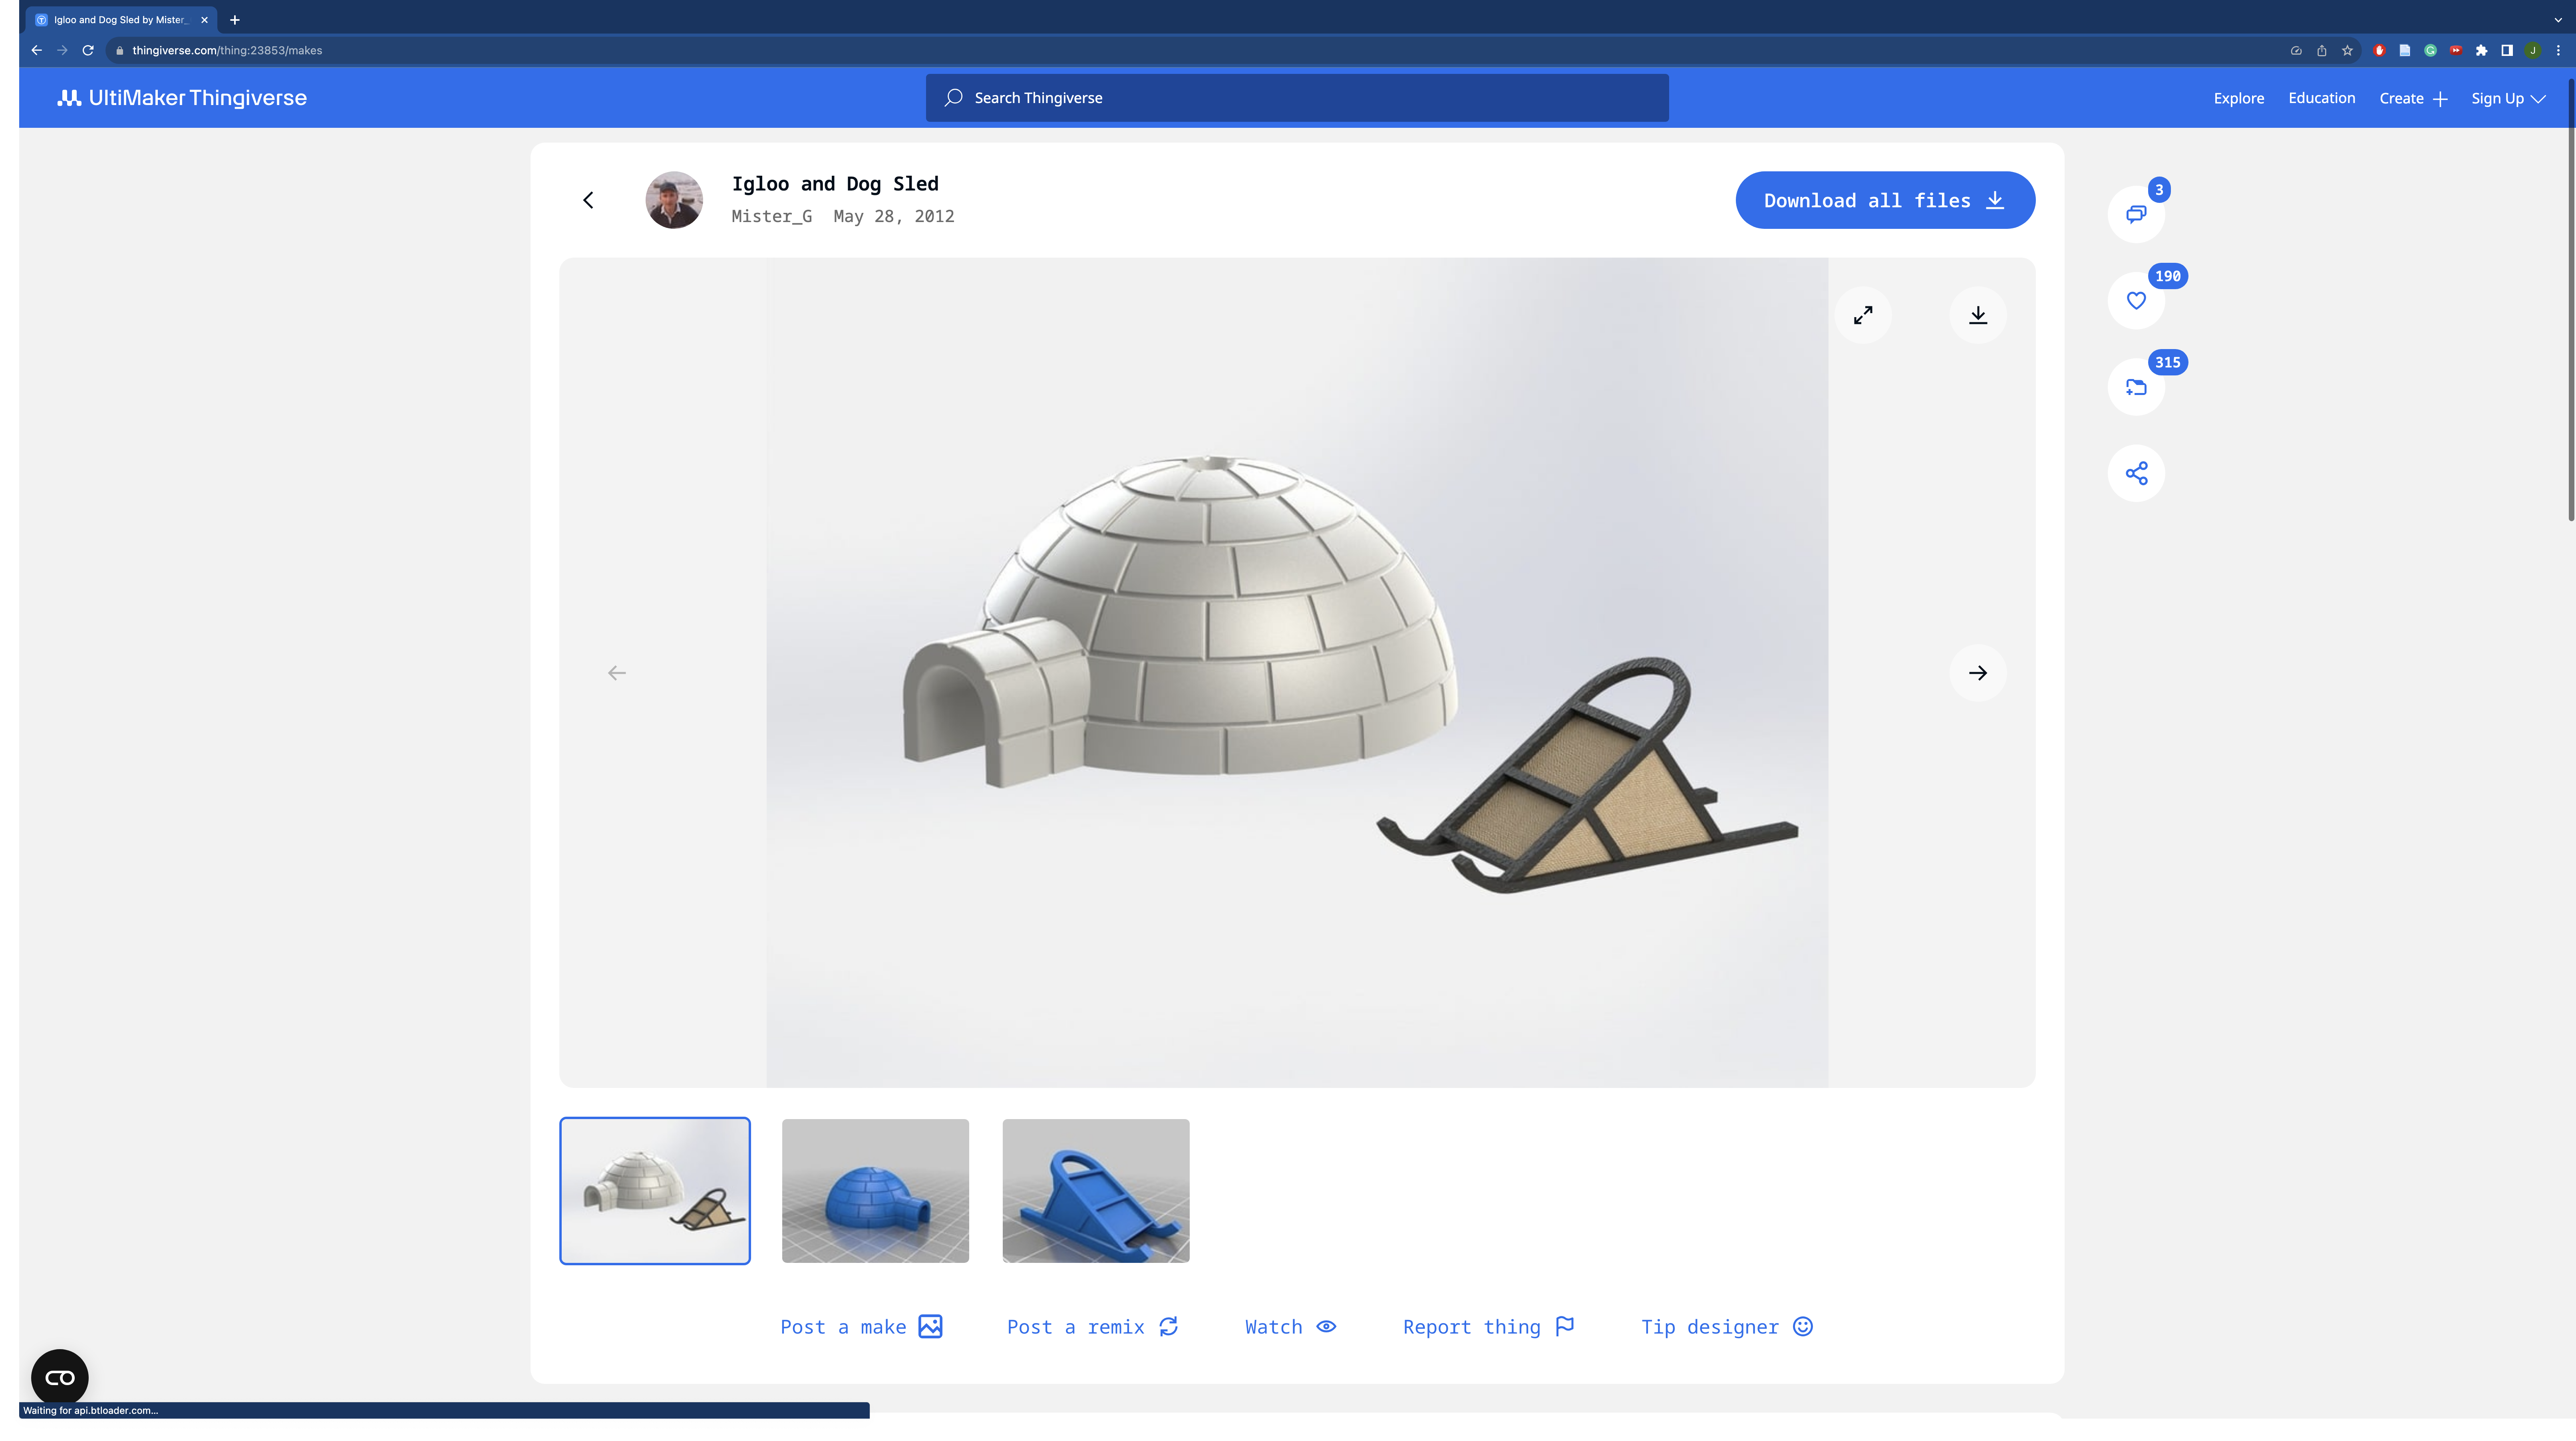 Igloo and Dog Sled by Mister_
thingiverse.com/thing:23853/makes
J
UltiMaker Thingiverse
Search Thingiverse
Explore
Education
Create
Sign Up
Igloo and Dog Sled
Mister_G May 28, 2012
Download all files
3
190
315
Post a make
Post a remix
Watch
Report thing
Tip designer
Waiting for api.btloader.com...